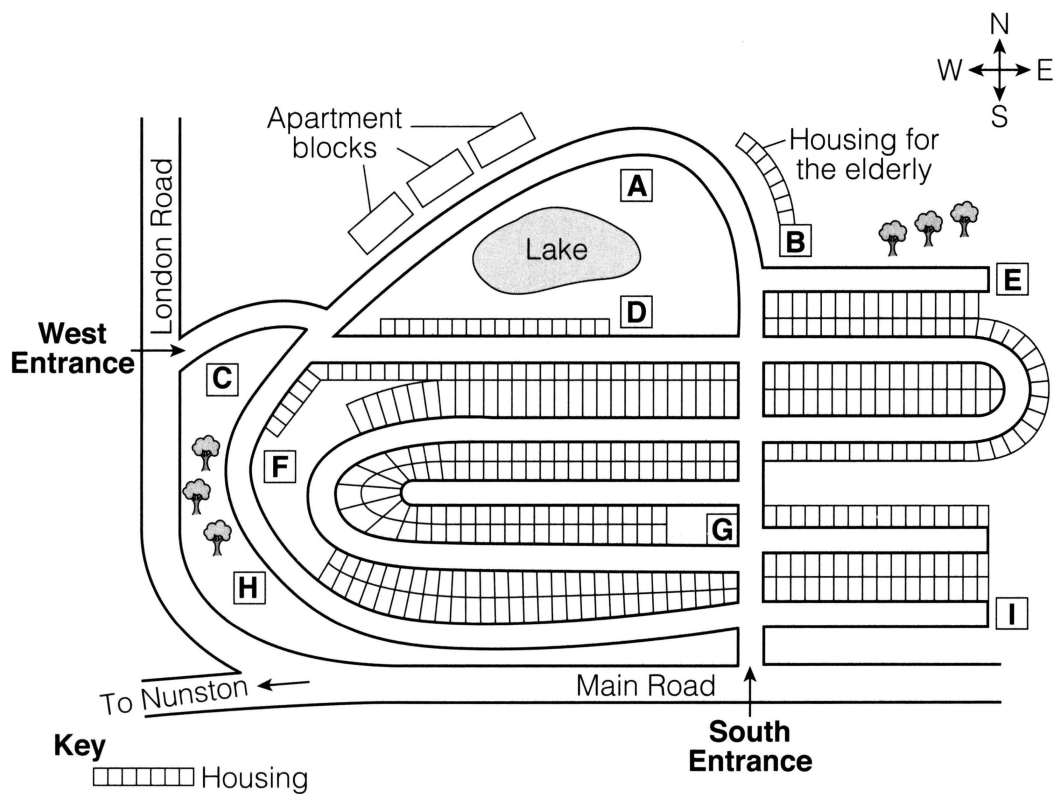 N
W E
S
Apartment
blocks
Housing for
the elderly
London Road
A
B
Lake
E
D
West
Entrance
C
F
G
H
I
To Nunston
Main Road
South
Entrance
Key
Housing